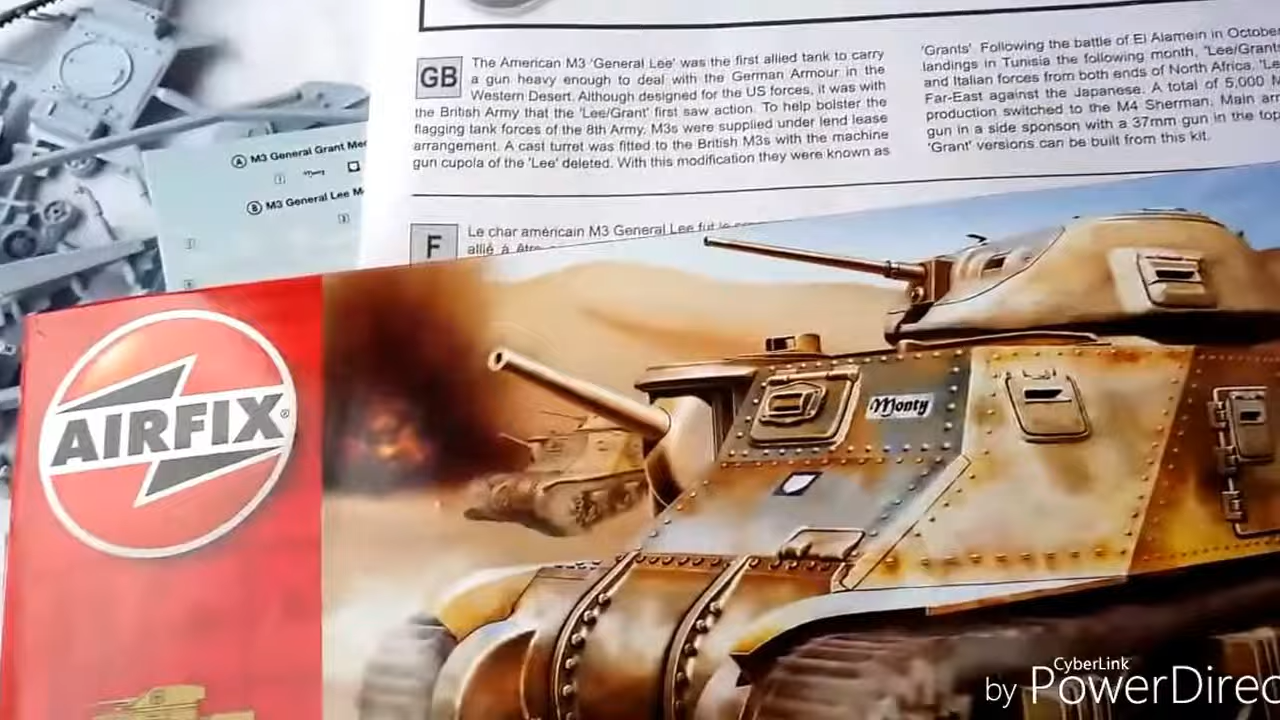 GB
The American M3 'General Lee' was the first allied tank to carry
a gun heavy enough to deal with the German Armour in the
Western Desert. Although designed for the US forces, it was with
the British Army that the 'Lee/Grant' first saw action. To help bolster the
flagging tank forces of the 8th Army, M3s were supplied under lend lease
arrangement. A cast turret was fitted to the British M3s with the machine
gun cupola of the 'Lee' deleted. With this modification they were known as
'Grants'. Following the battle of El Alamein in October
landings in Tunisia the following month, 'Lee/Grant
and Italian forces from both ends of North Africa. 'Le
Far-East against the Japanese. A total of 5,000 M
production switched to the M4 Sherman. Main ar
gun in a side sponson with a 37mm gun in the top
'Grant' versions can be built from this kit.
F
Le char américain M3 General Lee fut le
allié à
A M3 General Grant Me
Monty
B M3 General Lee M
AIRFIX®
Monty
CyberLink
by PowerDirec